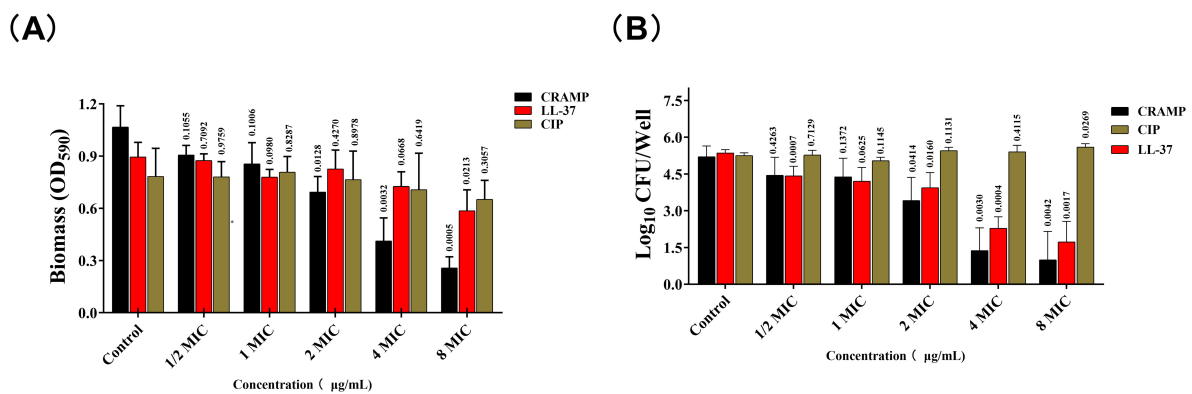 (A)
Biomass (OD590)
1.2
0.9
0.6
0.3
0.0
0.1055
0.7092
0.9759
0.1006
0.0980
0.8287
0.0128
0.4270
0.8978
0.0032
0.0668
0.6419
0.0005
0.0213
0.3057
CRAMP
LL-37
CIP
Control
1/2 MIC
1 MIC
2 MIC
4 MIC
8 MIC
Concentration ( μg/mL)
(B)
Log10 CFU/Well
7.5
6.0
4.5
3.0
1.5
0.0
0.4263
0.0007
0.7129
0.1372
0.0625
0.1145
0.0414
0.0160
0.1131
0.0030
0.0004
0.4115
0.0042
0.0017
0.0269
CRAMP
CIP
LL-37
Control
1/2 MIC
1 MIC
2 MIC
4 MIC
8 MIC
Concentration ( μg/mL)